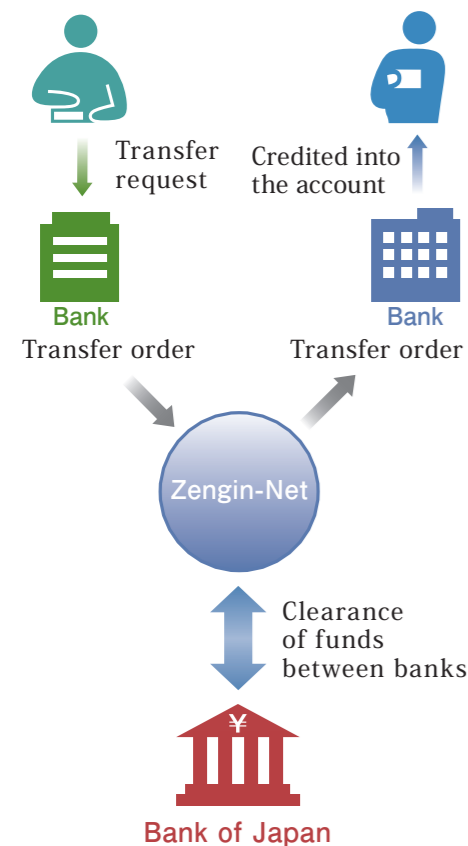 Transfer
request
Credited into
the account
Bank
Bank
Transfer order
Transfer order
Zengin-Net
Clearance
of funds
between banks
¥
Bank of Japan